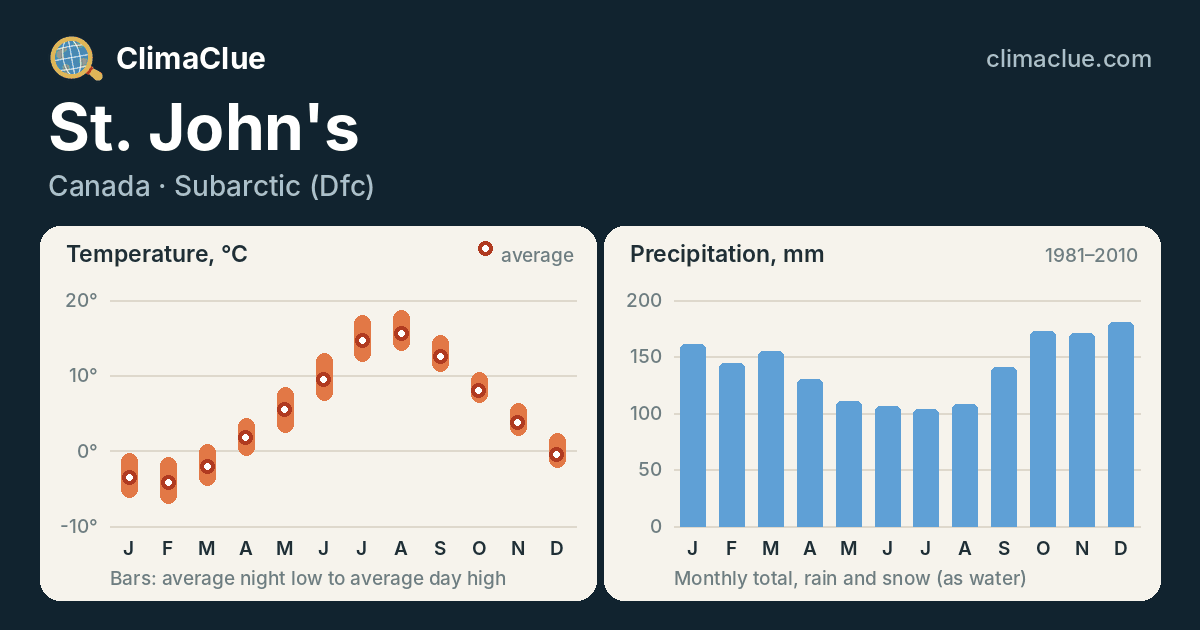 ClimaClue
climaclue.com
St. John's
Canada · Subarctic (Dfc)
Temperature, °C
average
20°
10°
0°
-10°
J F M A M J J A S O N D
Bars: average night low to average day high
Precipitation, mm
1981–2010
200
150
100
50
0
J F M A M J J A S O N D
Monthly total, rain and snow (as water)